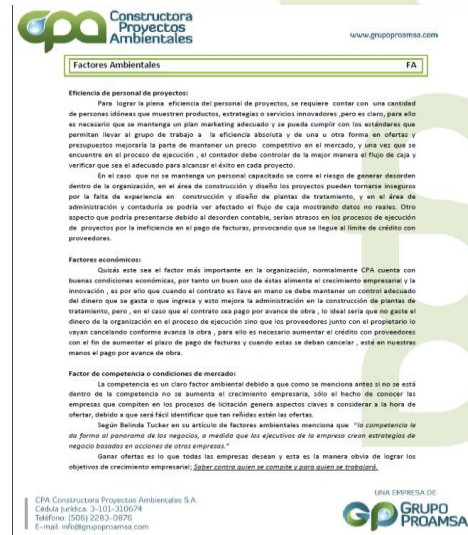 cpa Constructora
Proyectos
Ambientales
www.grupoproamsa.com
Factores Ambientales FA
Eficiencia de personal de proyectos:
Para lograr la plena eficiencia del personal de proyectos, se requiere contar con una cantidad
de personas idóneas que muestren productos, estrategias o servicios innovadores ,pero es claro, para ello
es necesario que se mantenga un plan marketing adecuado y se pueda cumplir con los estándares que
permitan llevar al grupo de trabajo a la eficiencia absoluta y de una u otra forma en ofertas y
presupuestos mejoraría la parte de mantener un precio competitivo en el mercado, y una vez que se
encuentre en el proceso de ejecución , el contador debe controlar de la mejor manera el flujo de caja y
verificar que sea el adecuado para alcanzar el éxito en cada proyecto.
En el caso que no se mantenga un personal capacitado se corre el riesgo de generar desorden
dentro de la organización, en el área de construcción y diseño los proyectos pueden tornarse inseguros
por la falta de experiencia en construcción y diseño de plantas de tratamiento, y en el área de
administración y contaduría se podría ver afectado el flujo de caja mostrando datos no reales. Otro
aspecto que podría presentarse debido al desorden contable, serían atrasos en los procesos de ejecución
de proyectos por la ineficiencia en el pago de facturas, provocando que se llegue al límite de crédito con
proveedores.
Factores económicos:
Quizás este sea el factor más importante en la organización, normalmente CPA cuenta con
buenas condiciones económicas, por tanto un buen uso de éstas alimenta el crecimiento empresarial y la
innovación , es por ello que cuando el contrato es llave en mano se debe mantener un control adecuado
del dinero que se gasta o que ingresa y esto mejora la administración en la construcción de plantas de
tratamiento, pero , en el caso que el contrato sea pago por avance de obra , lo ideal sería que no gaste el
dinero de la organización en el proceso de ejecución sino que los proveedores junto con el propietario lo
vayan cancelando conforme avanza la obra , para ello es necesario aumentar el crédito con proveedores
con el fin de aumentar el plazo de pago de facturas y cuando estas se deban cancelar , esté en nuestras
manos el pago por avance de obra.
Factor de competencia o condiciones de mercado:
La competencia es un claro factor ambiental debido a que como se menciona antes si no se está
dentro de la competencia no se aumenta el crecimiento empresarial, sólo el hecho de conocer las
empresas que compiten en los procesos de licitación genera aspectos claves a considerar a la hora de
ofertar, debido a que será fácil identificar que tan reñidas estén las ofertas.
Según Belinda Tucker en su artículo de factores ambientales menciona que "la competencia le
da forma al panorama de los negocios, a medida que los ejecutivos de la empresa crean estrategias de
negocio basadas en acciones de otras empresas."
Ganar ofertas es lo que todas las empresas desean y esta es la manera obvia de lograr los
objetivos de crecimiento empresarial; Saber contra quien se compite y para quien se trabajará.
CPA Constructora Proyectos Ambientales S.A
Cédula jurídica: 3-101-310674
Teléfono: (506) 2283-0876
E-mail: info@grupoproamsa.com
UNA EMPRESA DE
GP GRUPO
PROAMSA